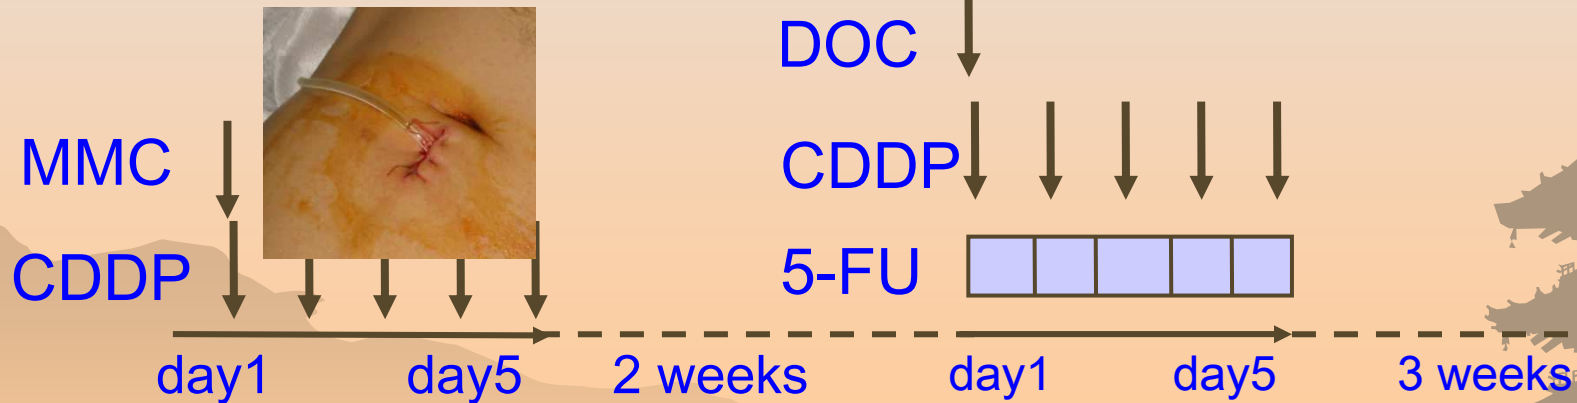 DOC
MMC
CDDP
CDDP
5-FU
day1 day5 2 weeks day1 day5 3 weeks